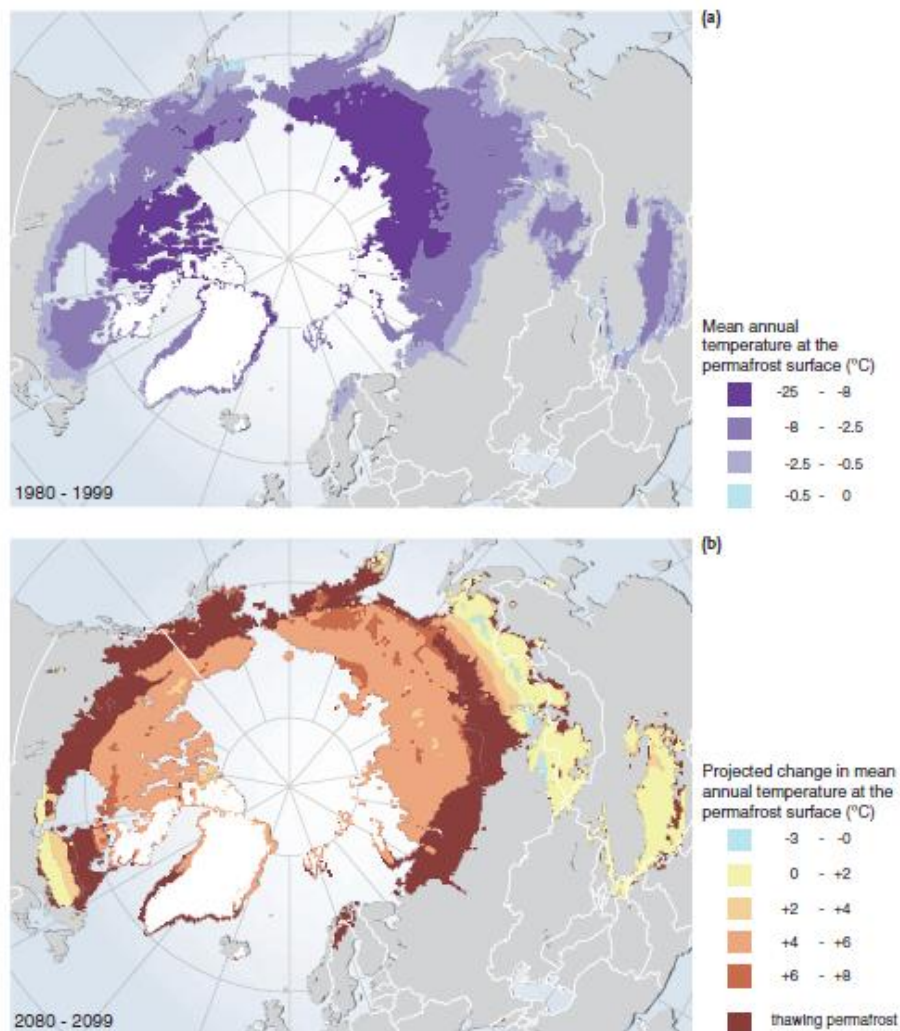 (a)
Mean annual
temperature at the
permafrost surface (°C)
-25 - -8
-8 - -2.5
-2.5 - -0.5
-0.5 - 0
1980 - 1999
(b)
Projected change in mean
annual temperature at the
permafrost surface (°C)
-3 - -0
0 - +2
+2 - +4
+4 - +6
+6 - +8
thawing permafrost
2080 - 2099